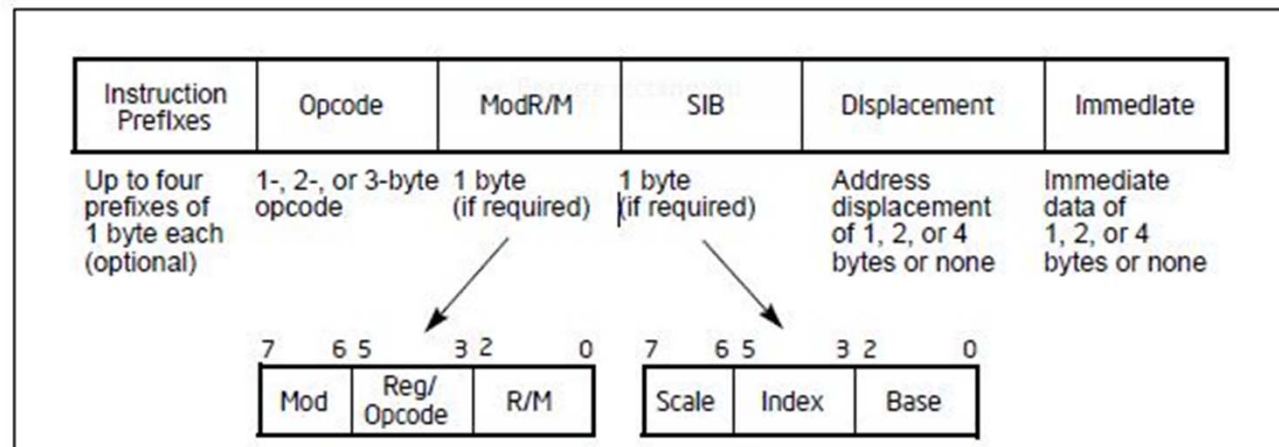 Instruction Prefixes
Opcode
ModR/M
SIB
Displacement
Immediate
Up to four
prefixes of
1 byte each
(optional)
1-, 2-, or 3-byte
opcode
1 byte
(if required)
1 byte
(if required)
Address
displacement
of 1, 2, or 4
bytes or none
Immediate
data of
1, 2, or 4
bytes or none
7 6 5 3 2 0
Mod
Reg/
Opcode
R/M
7 6 5 3 2 0
Scale
Index
Base